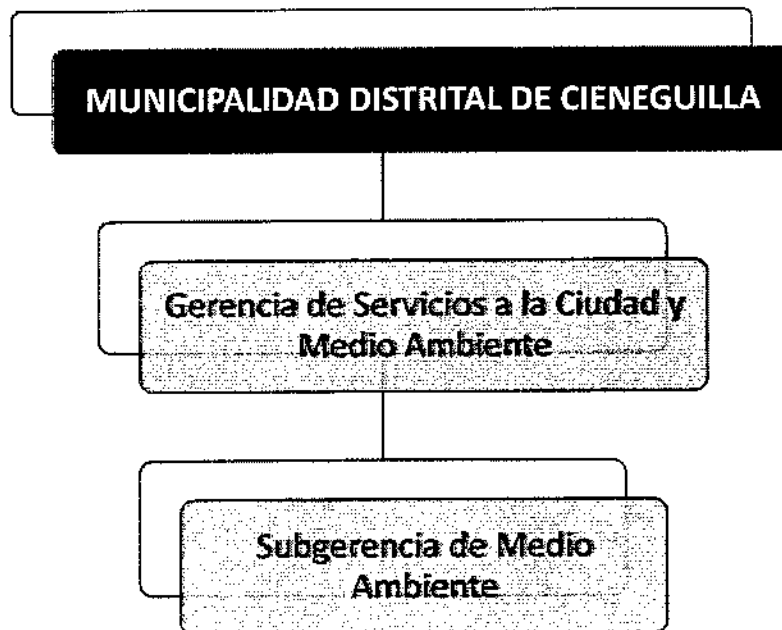 MUNICIPALIDAD DISTRITAL DE CIENEGUILLA
Gerencia de Servicios a la Ciudad y
Medio Ambiente
Subgerencia de Medio
Ambiente